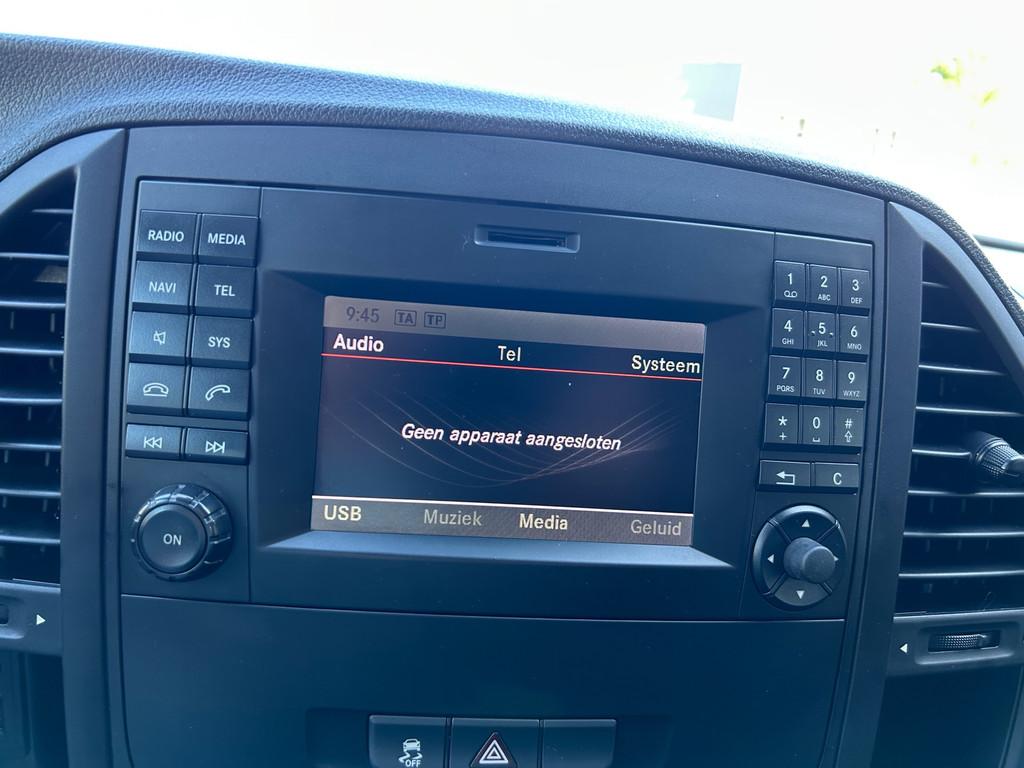 RADIO MEDIA
NAVI TEL
SYS
ON
9:45 TA TP
Audio Tel Systeem
Geen apparaat aangesloten
USB Muziek Media Geluid
1 2 ABC 3 DEF
4 GHI 5 JKL 6 MNO
7 PQRS 8 TUV 9 WXYZ
* + 0 #
C
OFF